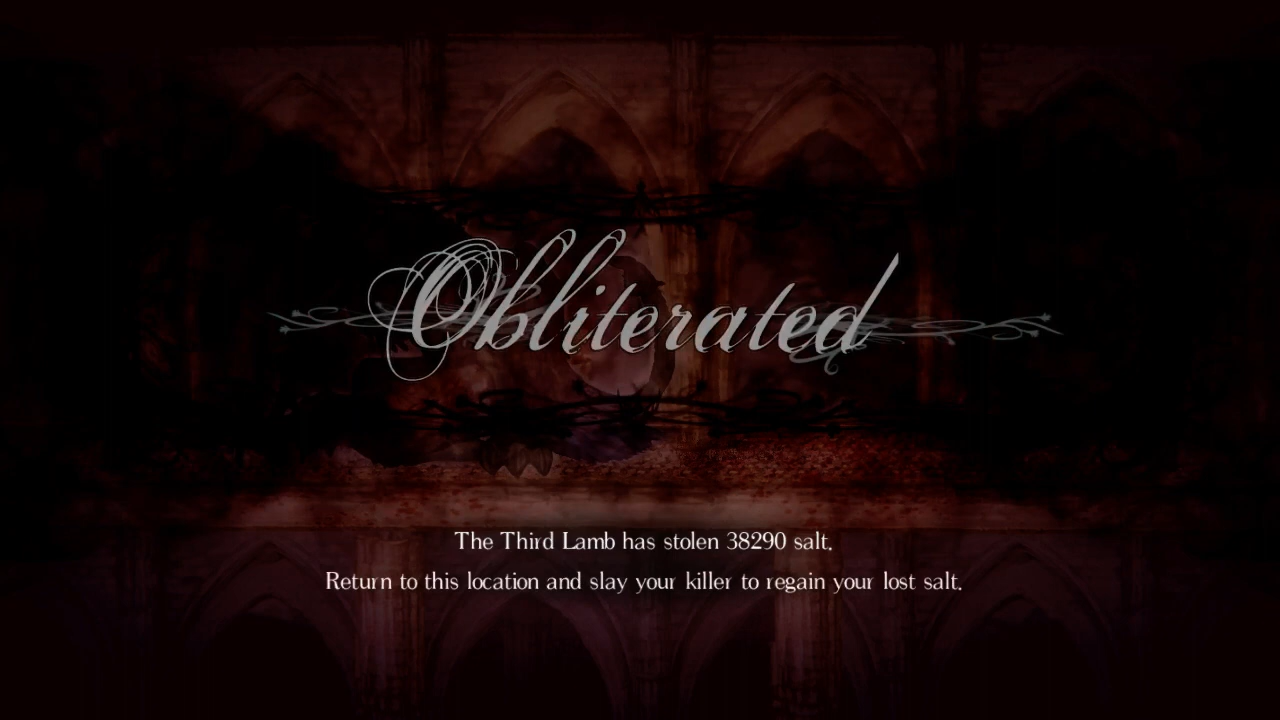 Obliterated
The Third Lamb has stolen 38290 salt.
Return to this location and slay your killer to regain your lost salt.